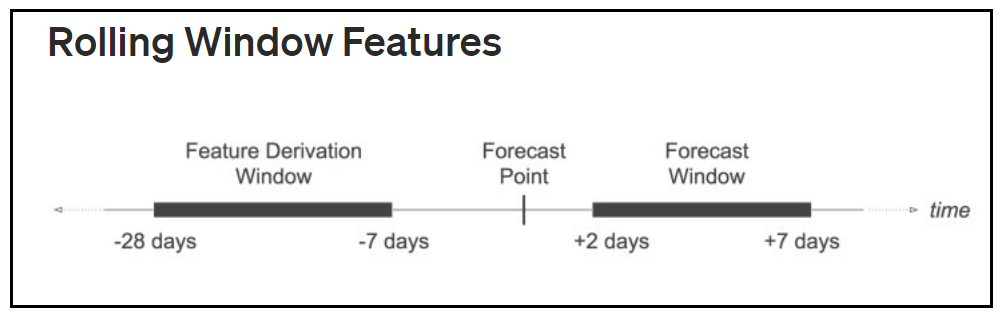 Rolling Window Features
Feature Derivation
Window
Forecast
Point
Forecast
Window
time
-28 days
-7 days
+2 days
+7 days